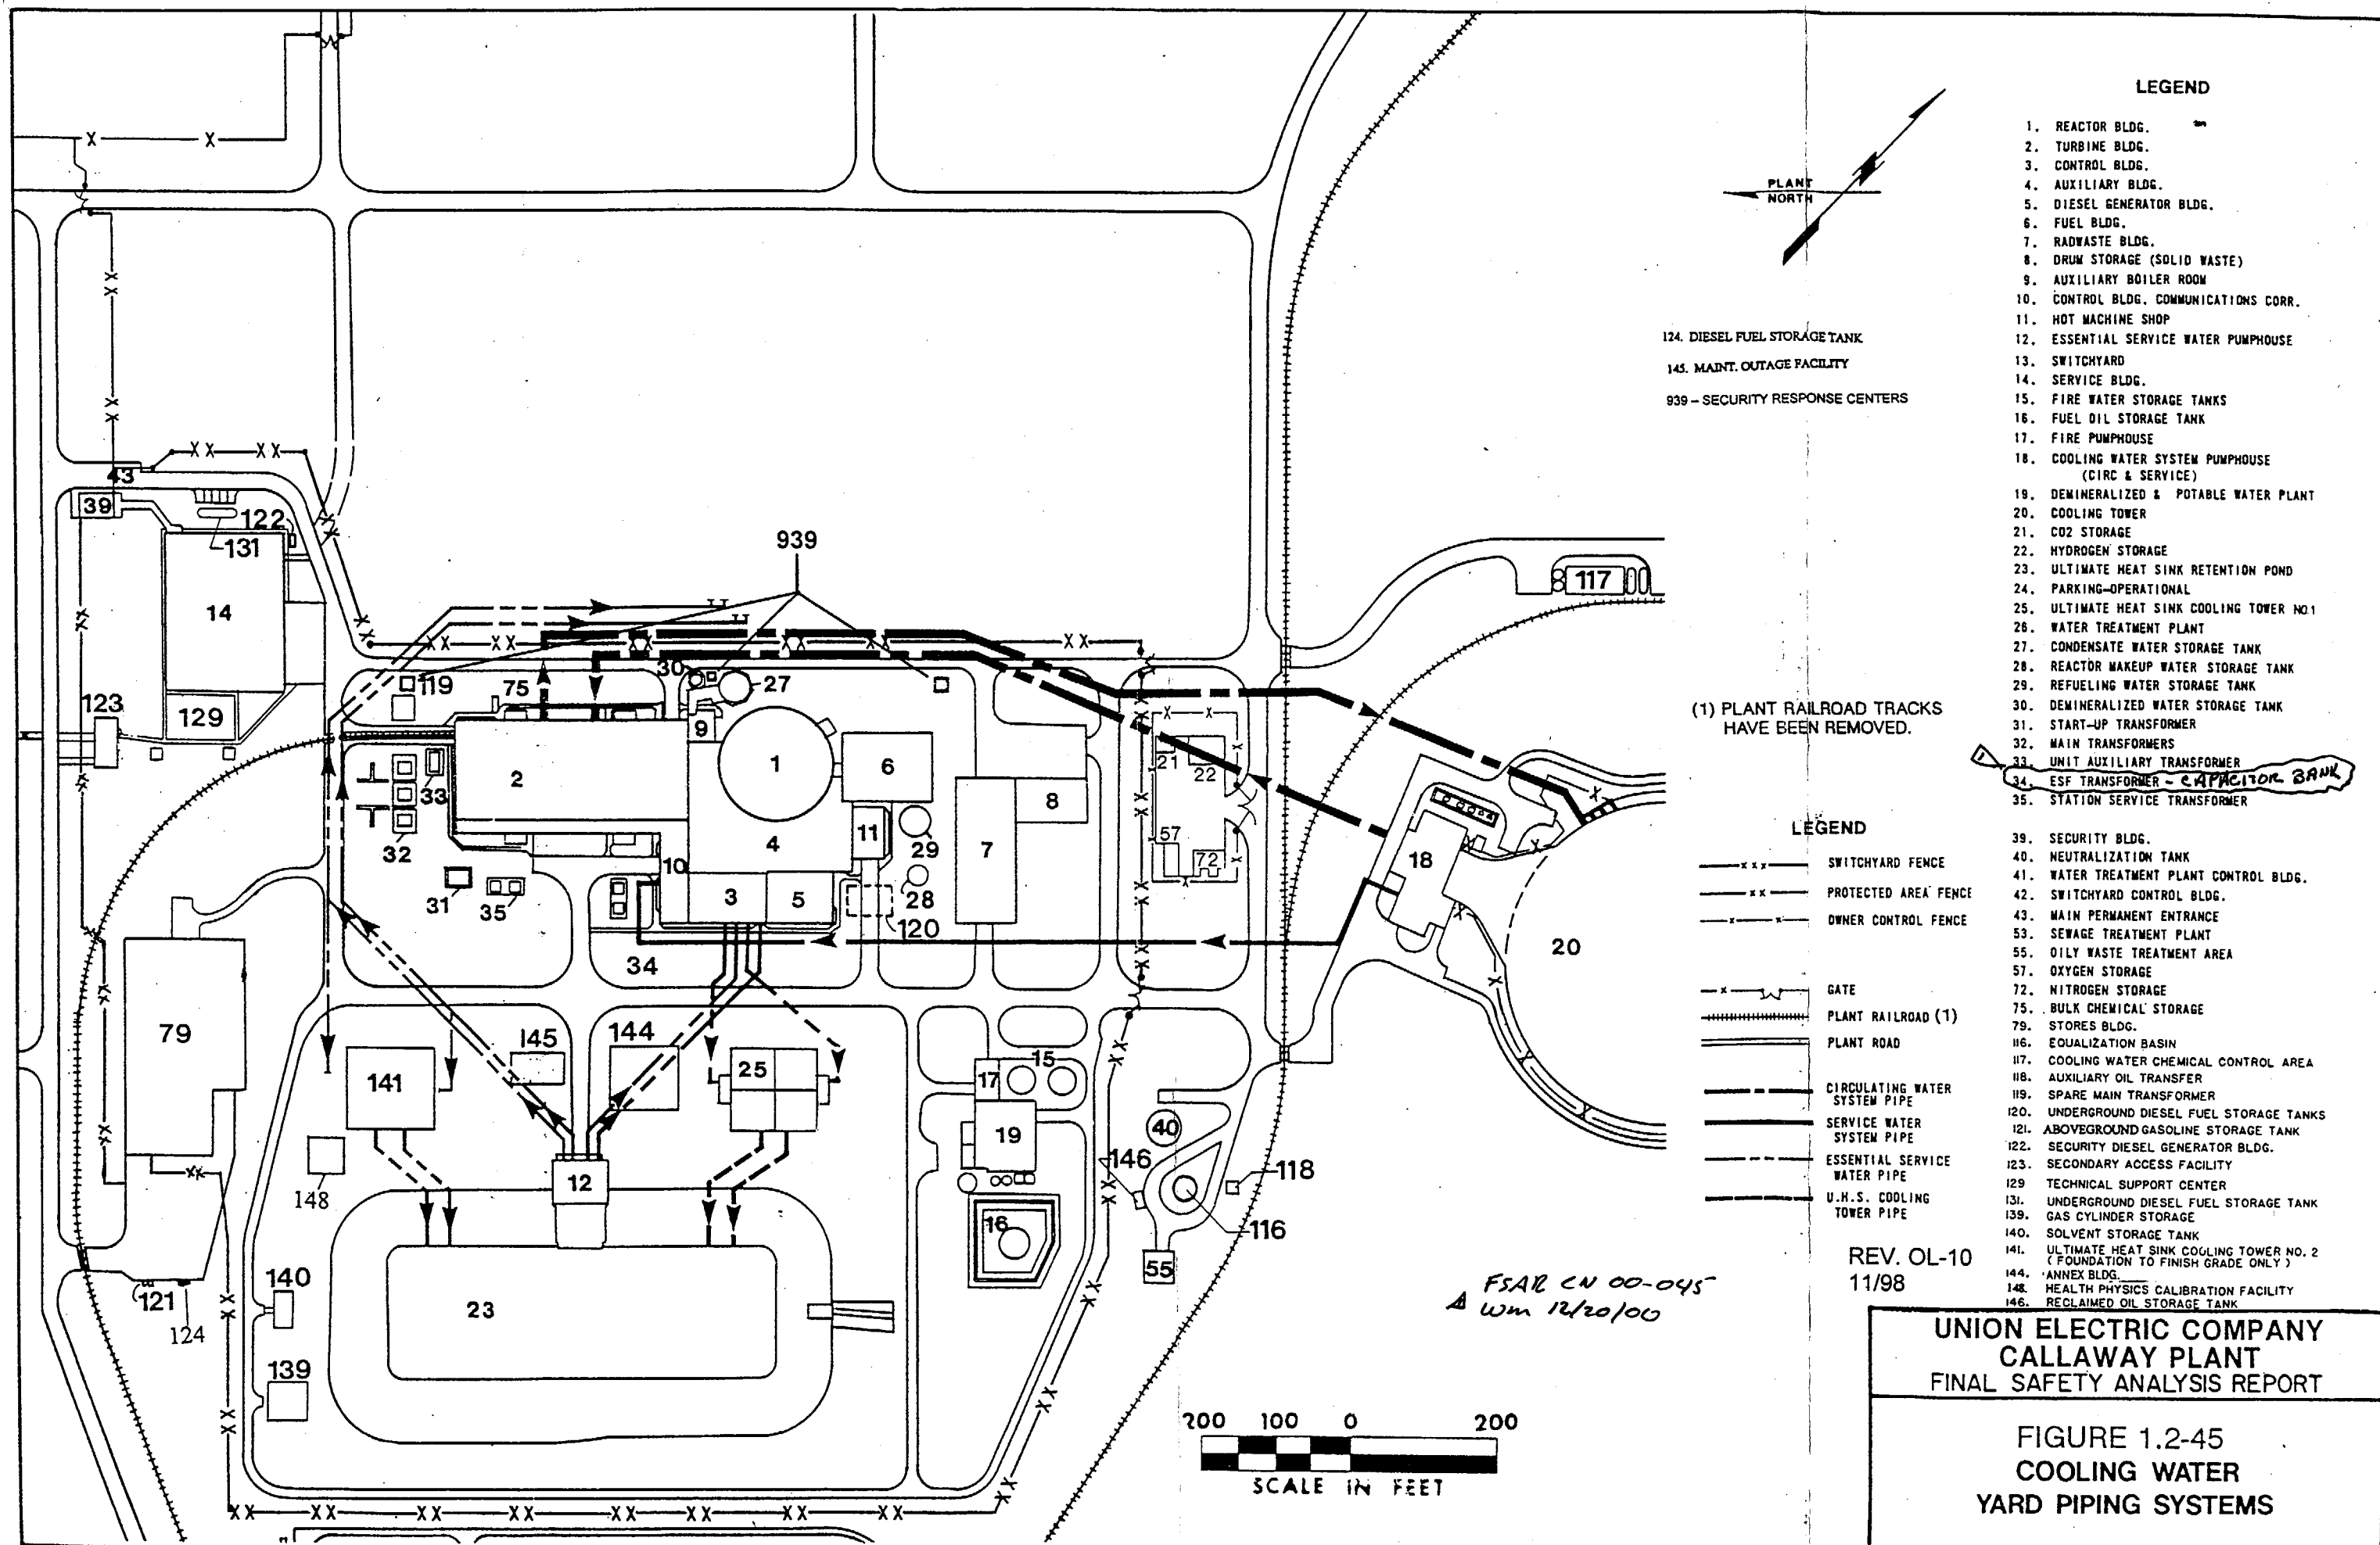 LEGEND
1. REACTOR BLDG.
2. TURBINE BLDG.
3. CONTROL BLDG.
4. AUXILIARY BLDG.
5. DIESEL GENERATOR BLDG.
6. FUEL BLDG.
7. RADWASTE BLDG.
8. DRUM STORAGE (SOLID WASTE)
9. AUXILIARY BOILER ROOM
10. CONTROL BLDG. COMMUNICATIONS CORR.
11. HOT MACHINE SHOP
12. ESSENTIAL SERVICE WATER PUMPHOUSE
13. SWITCHYARD
14. SERVICE BLDG.
15. FIRE WATER STORAGE TANKS
16. FUEL OIL STORAGE TANK
17. FIRE PUMPHOUSE
18. COOLING WATER SYSTEM PUMPHOUSE
(CIRC & SERVICE)
19. DEMINERALIZED & POTABLE WATER PLANT
20. COOLING TOWER
21. CO2 STORAGE
22. HYDROGEN STORAGE
23. ULTIMATE HEAT SINK RETENTION POND
24. PARKING-OPERATIONAL
25. ULTIMATE HEAT SINK COOLING TOWER NO.1
26. WATER TREATMENT PLANT
27. CONDENSATE WATER STORAGE TANK
28. REACTOR MAKEUP WATER STORAGE TANK
29. REFUELING WATER STORAGE TANK
30. DEMINERALIZED WATER STORAGE TANK
31. START-UP TRANSFORMER
32. MAIN TRANSFORMERS
33. UNIT AUXILIARY TRANSFORMER
34. ESF TRANSFORMER - CAPACITOR BANK
35. STATION SERVICE TRANSFORMER
39. SECURITY BLDG.
40. NEUTRALIZATION TANK
41. WATER TREATMENT PLANT CONTROL BLDG.
42. SWITCHYARD CONTROL BLDG.
43. MAIN PERMANENT ENTRANCE
53. SEWAGE TREATMENT PLANT
55. OILY WASTE TREATMENT AREA
57. OXYGEN STORAGE
72. NITROGEN STORAGE
75. BULK CHEMICAL STORAGE
79. STORES BLDG.
116. EQUALIZATION BASIN
117. COOLING WATER CHEMICAL CONTROL AREA
118. AUXILIARY OIL TRANSFER
119. SPARE MAIN TRANSFORMER
120. UNDERGROUND DIESEL FUEL STORAGE TANKS
121. ABOVEGROUND GASOLINE STORAGE TANK
122. SECURITY DIESEL GENERATOR BLDG.
123. SECONDARY ACCESS FACILITY
129 TECHNICAL SUPPORT CENTER
131. UNDERGROUND DIESEL FUEL STORAGE TANK
139. GAS CYLINDER STORAGE
140. SOLVENT STORAGE TANK
141. ULTIMATE HEAT SINK COOLING TOWER NO. 2
(FOUNDATION TO FINISH GRADE ONLY)
144. ANNEX BLDG.
148. HEALTH PHYSICS CALIBRATION FACILITY
146. RECLAIMED OIL STORAGE TANK
PLANT
NORTH
124. DIESEL FUEL STORAGE TANK
145. MAINT. OUTAGE FACILITY
939 - SECURITY RESPONSE CENTERS
(1) PLANT RAILROAD TRACKS
HAVE BEEN REMOVED.
LEGEND
SWITCHYARD FENCE
PROTECTED AREA FENCE
OWNER CONTROL FENCE
GATE
PLANT RAILROAD (1)
PLANT ROAD
CIRCULATING WATER
SYSTEM PIPE
SERVICE WATER
SYSTEM PIPE
ESSENTIAL SERVICE
WATER PIPE
U.H.S. COOLING
TOWER PIPE
REV. OL-10
11/98
FSAR CN 00-045
Wm 12/20/00
UNION ELECTRIC COMPANY
CALLAWAY PLANT
FINAL SAFETY ANALYSIS REPORT
FIGURE 1.2-45
COOLING WATER
YARD PIPING SYSTEMS
200 100 0 200
SCALE IN FEET
43
39
122
131
14
939
117
119
75
30
27
123
129
9
1
6
2
33
21
22
8
32
11
29
4
7
57
72
18
10
31
35
3
5
28
120
34
20
79
145
144
141
25
15
17
40
19
146
118
12
148
16
116
55
140
121
124
23
139